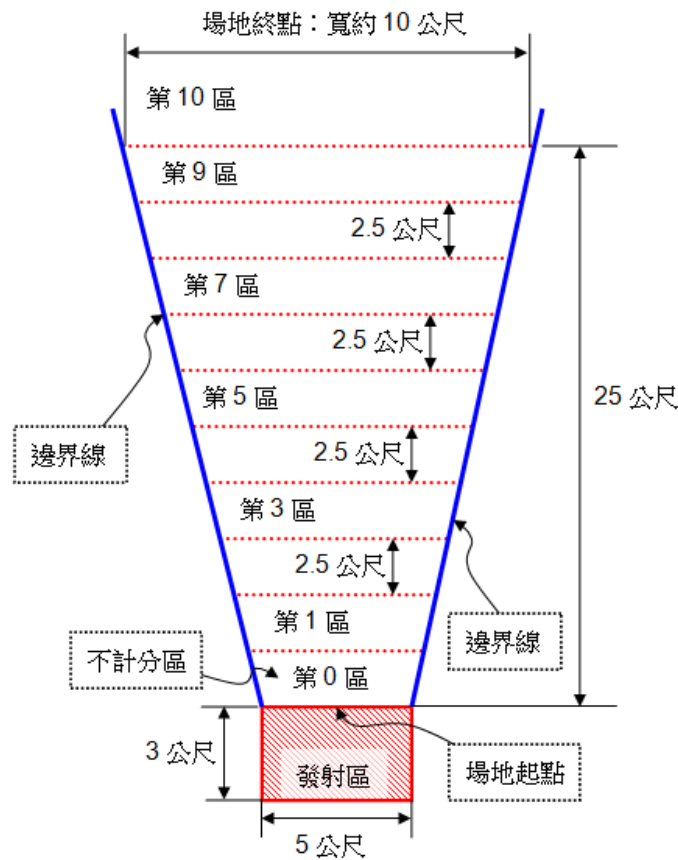 場地終點：寬約 10 公尺
第 10 區
第 9 區
2.5 公尺
第 7 區
2.5 公尺
第 5 區
25 公尺
邊界線
2.5 公尺
第 3 區
2.5 公尺
第 1 區
邊界線
不計分區
第 0 區
3 公尺
發射區
場地起點
5 公尺